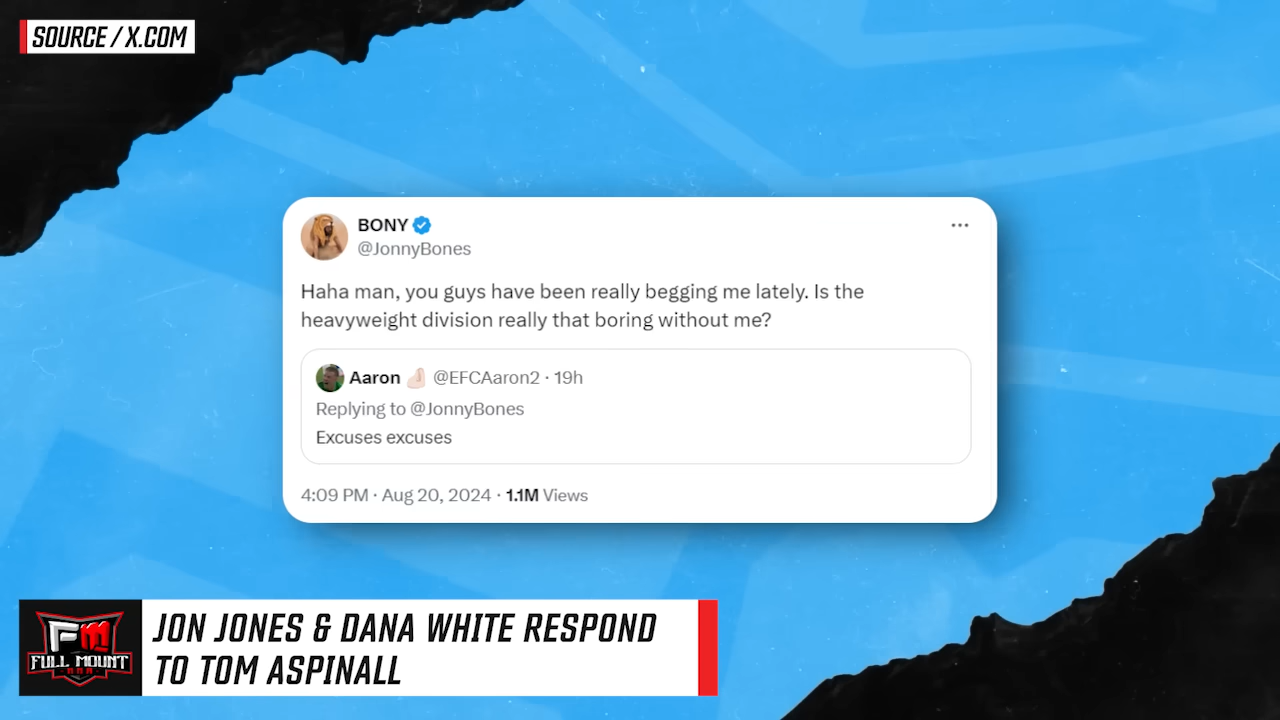 SOURCE / X.COM
BONY
@JonnyBones
Haha man, you guys have been really begging me lately. Is the
heavyweight division really that boring without me?
Aaron 🦶🏻 @EFCAaron2 · 19h
Replying to @JonnyBones
Excuses excuses
4:09 PM · Aug 20, 2024 · 1.1M Views
FM
FULL MOUNT
MMA
JON JONES & DANA WHITE RESPOND
TO TOM ASPINALL